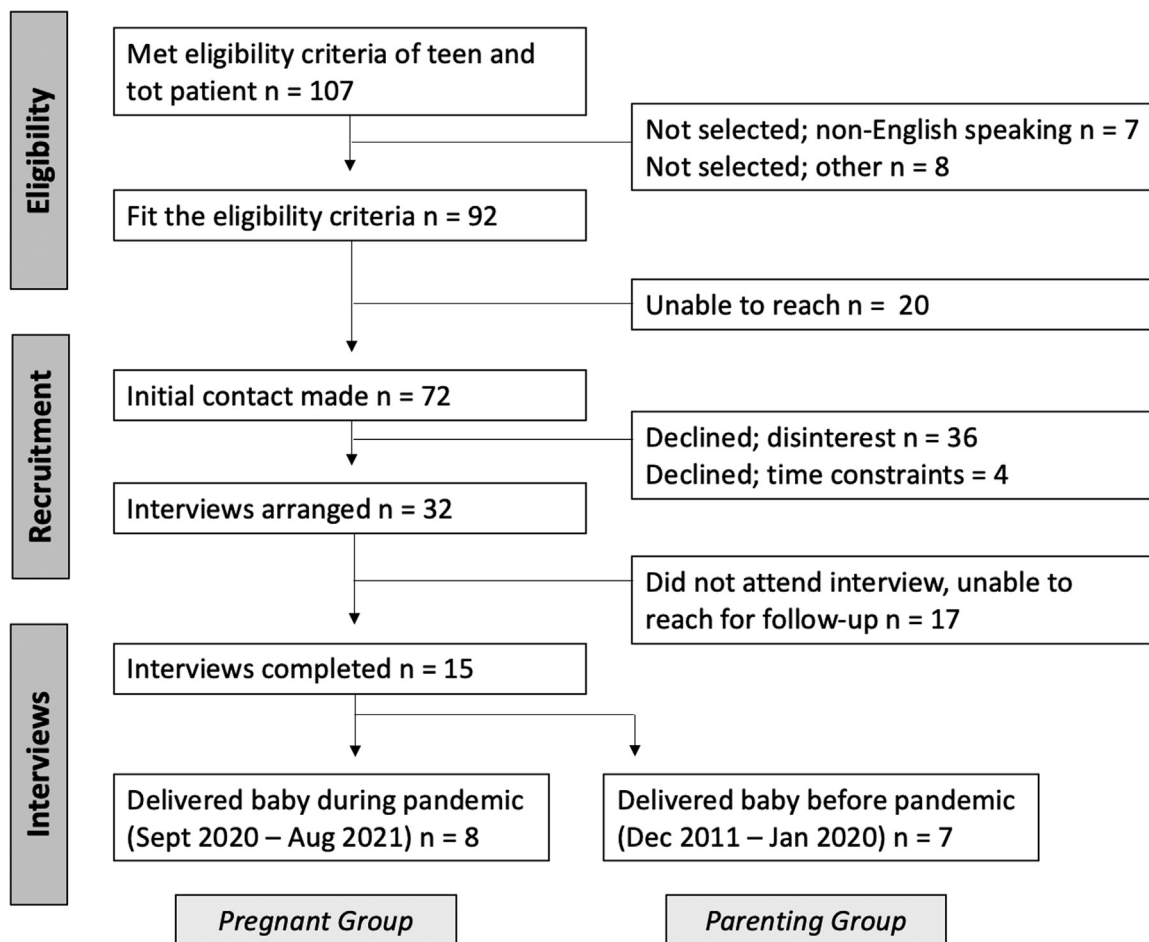 Eligibility
Met eligibility criteria of teen and
tot patient n = 107
Not selected; non-English speaking n = 7
Not selected; other n = 8
Fit the eligibility criteria n = 92
Unable to reach n =  20
Recruitment
Initial contact made n = 72
Declined; disinterest n = 36
Declined; time constraints = 4
Interviews arranged n = 32
Did not attend interview, unable to
reach for follow-up n = 17
Interviews
Interviews completed n = 15
Delivered baby during pandemic
(Sept 2020 – Aug 2021) n = 8
Delivered baby before pandemic
(Dec 2011 – Jan 2020) n = 7
Pregnant Group
Parenting Group